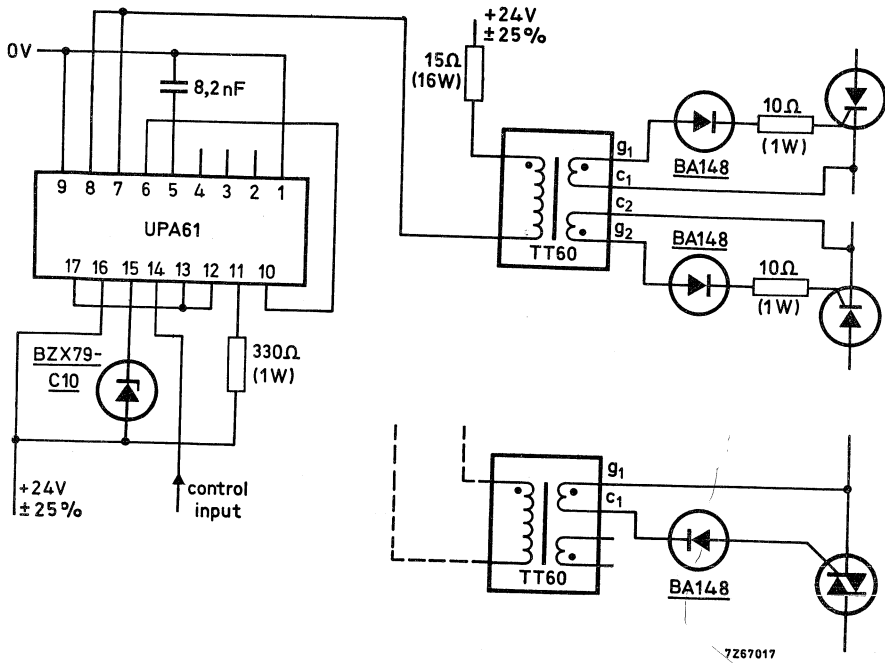 +24V
±25%
0V
15Ω
(16W)
8,2nF
10Ω
(1W)
g1
BA148
c1
9 8 7 6 5 4 3 2 1
c2
UPA61
g2
BA148
TT60
10Ω
(1W)
17 16 15 14 13 12 11 10
BZX79-
C10
330Ω
(1W)
+24V
±25%
control
input
g1
c1
TT60
BA148
7Z67017